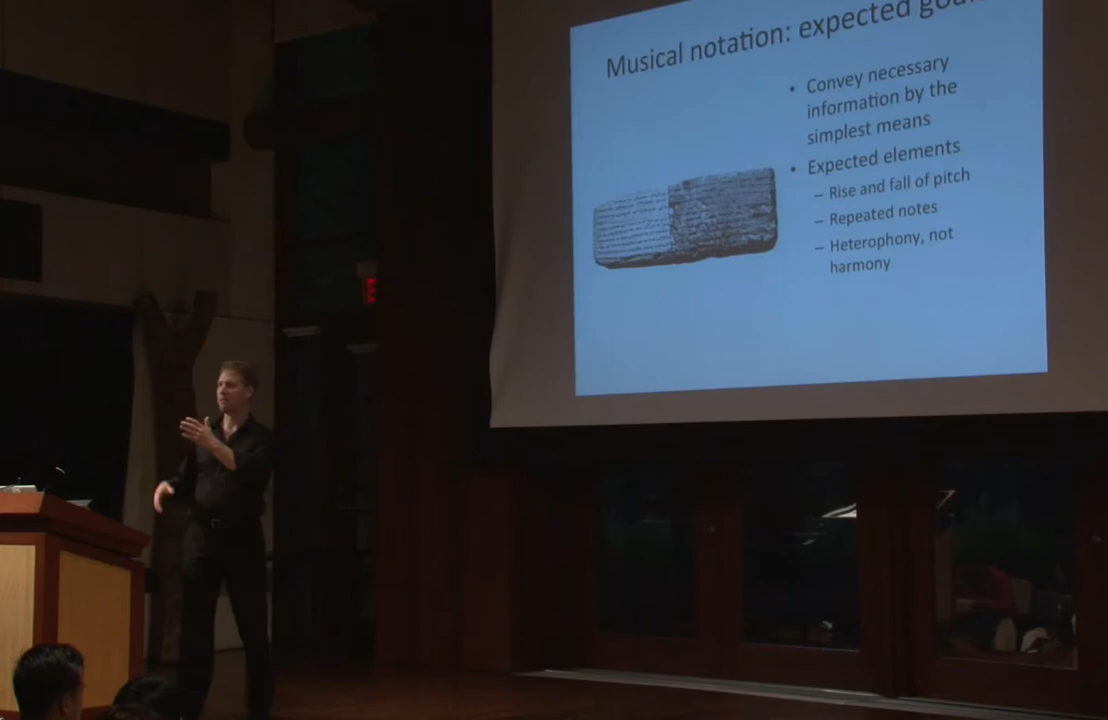 Musical notation: expected
• Convey necessary
information by the
simplest means
• Expected elements
– Rise and fall of pitch
– Repeated notes
– Heterophony, not
harmony